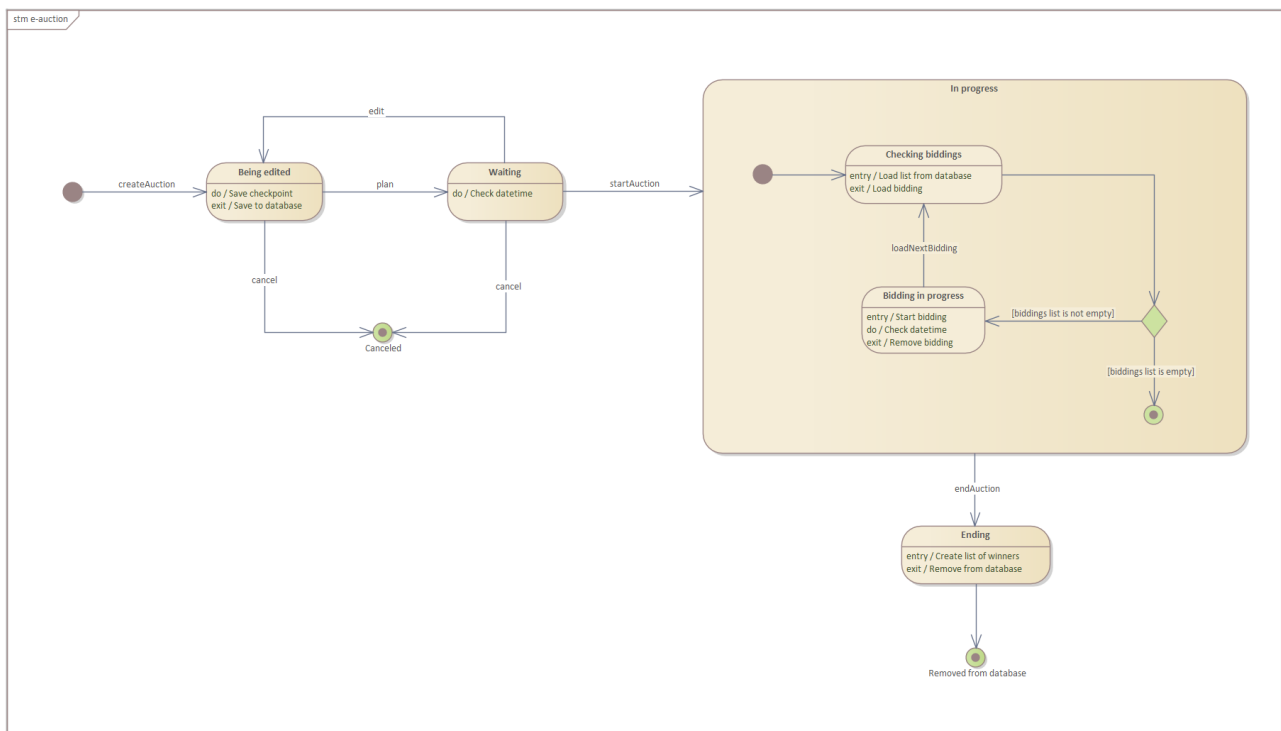 stm e-auction
In progress
edit
Checking biddings
entry / Load list from database
exit / Load bidding
Being edited
do / Save checkpoint
exit / Save to database
Waiting
do / Check datetime
createAuction
plan
startAuction
loadNextBidding
cancel
cancel
Bidding in progress
entry / Start bidding
do / Check datetime
exit / Remove bidding
[biddings list is not empty]
Canceled
[biddings list is empty]
endAuction
Ending
entry / Create list of winners
exit / Remove from database
Removed from database